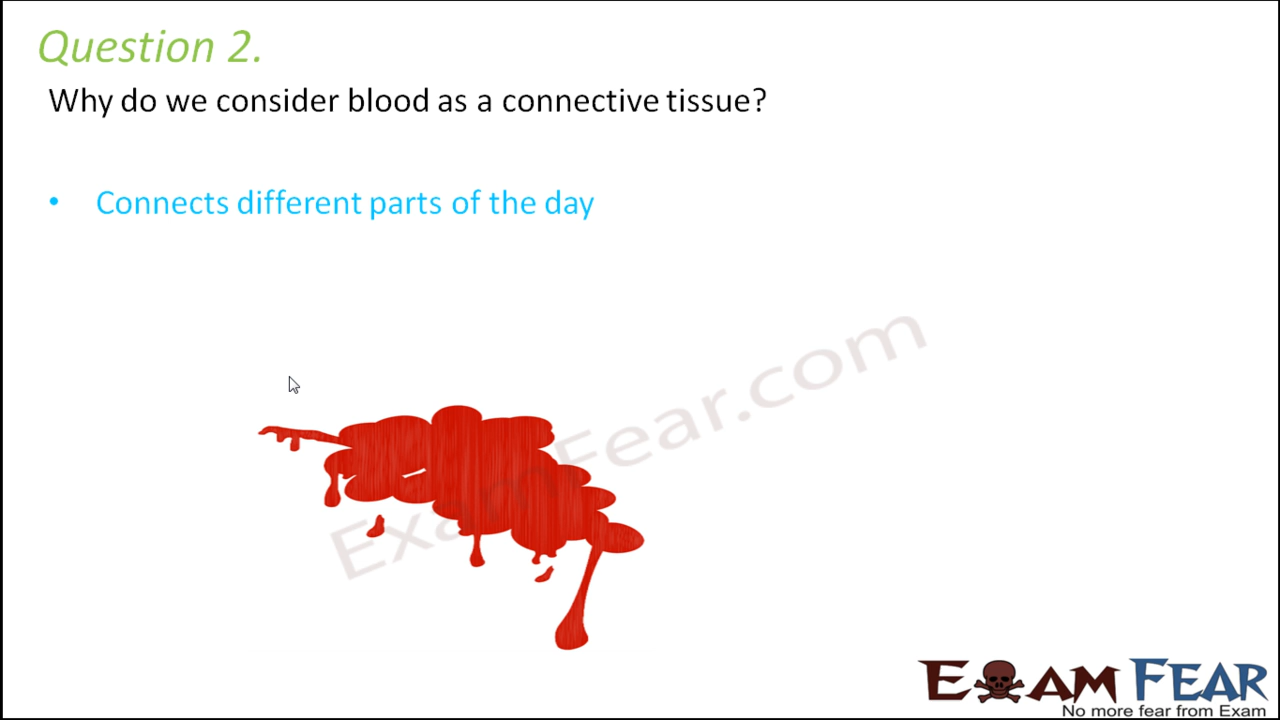 Question 2.
Why do we consider blood as a connective tissue?
• Connects different parts of the day
ExamFear.com
EXAM FEAR
No more fear from Exam